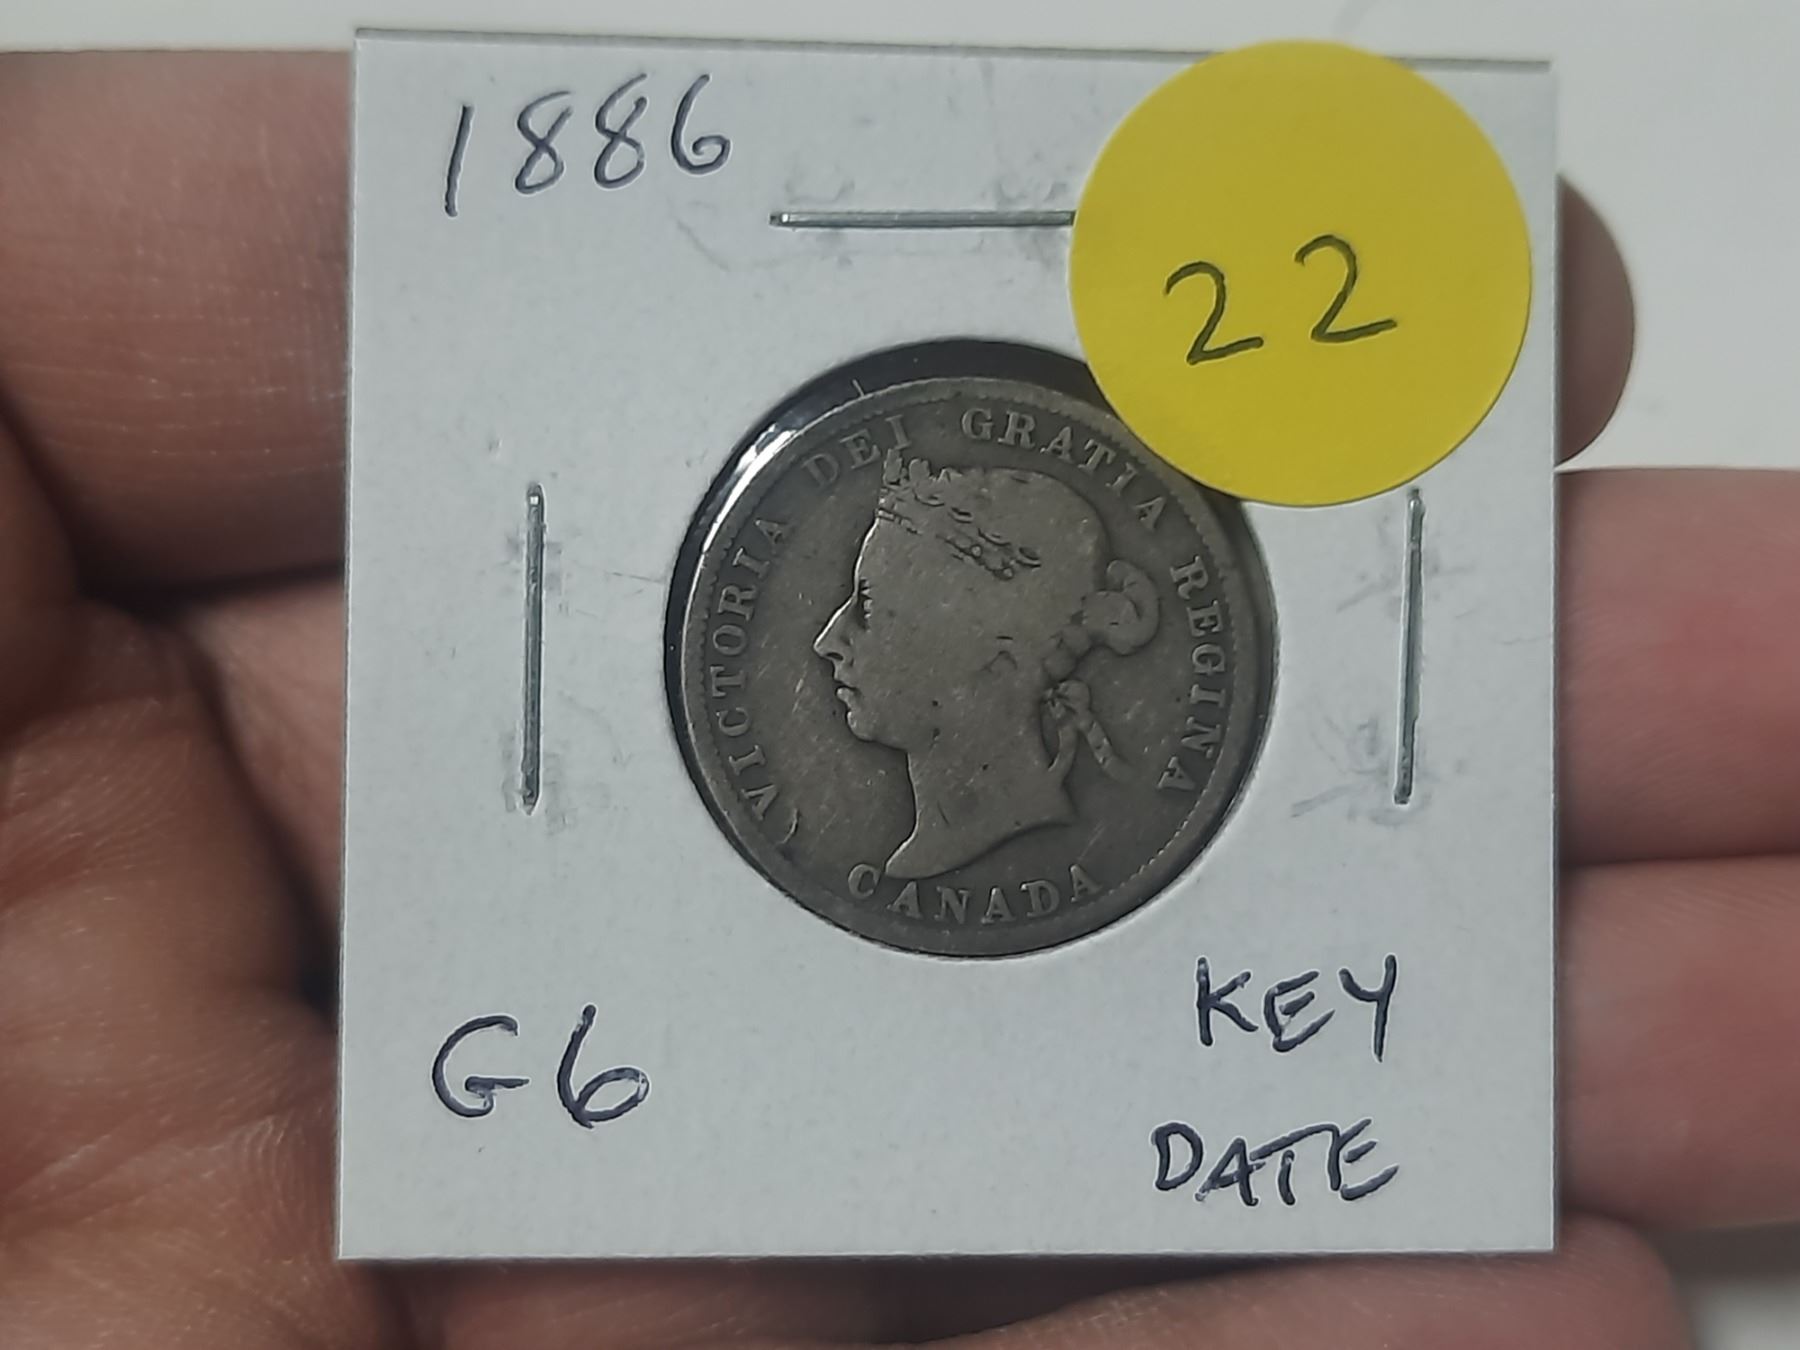 1886
22
VICTORIA DEI GRATIA REGINA
CANADA
G6
KEY
DATE